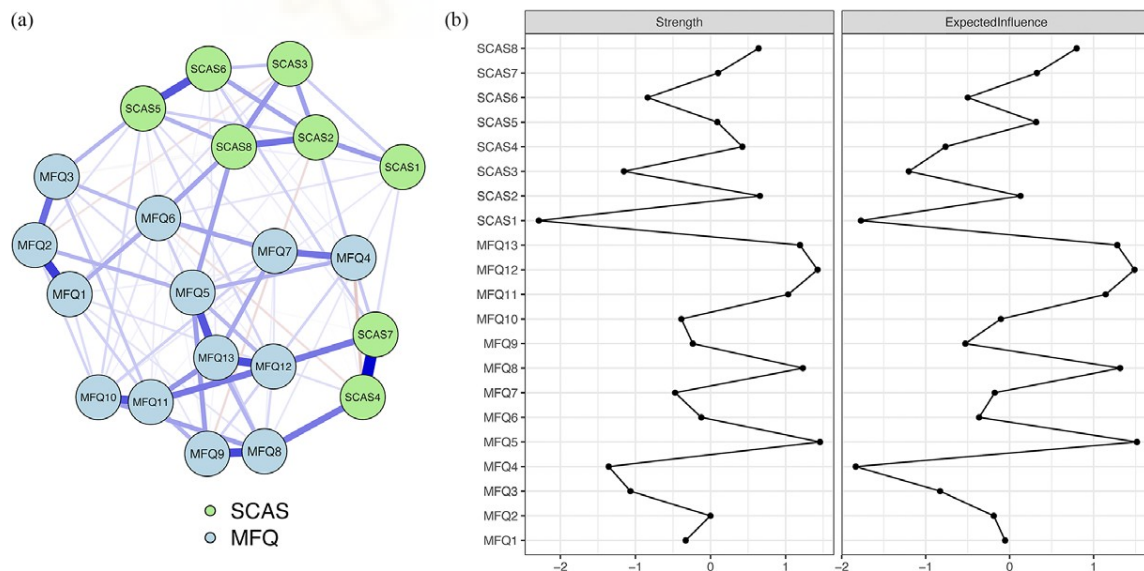 (a)
SCAS6
SCAS3
SCAS5
SCAS8
SCAS2
SCAS1
MFQ3
MFQ6
MFQ2
MFQ7
MFQ4
MFQ1
MFQ5
SCAS7
MFQ13
MFQ12
MFQ10
MFQ11
SCAS4
MFQ9
MFQ8
SCAS
MFQ
(b)
Strength
ExpectedInfluence
SCAS8
SCAS7
SCAS6
SCAS5
SCAS4
SCAS3
SCAS2
SCAS1
MFQ13
MFQ12
MFQ11
MFQ10
MFQ9
MFQ8
MFQ7
MFQ6
MFQ5
MFQ4
MFQ3
MFQ2
MFQ1
−2 −1 0 1
−2 −1 0 1